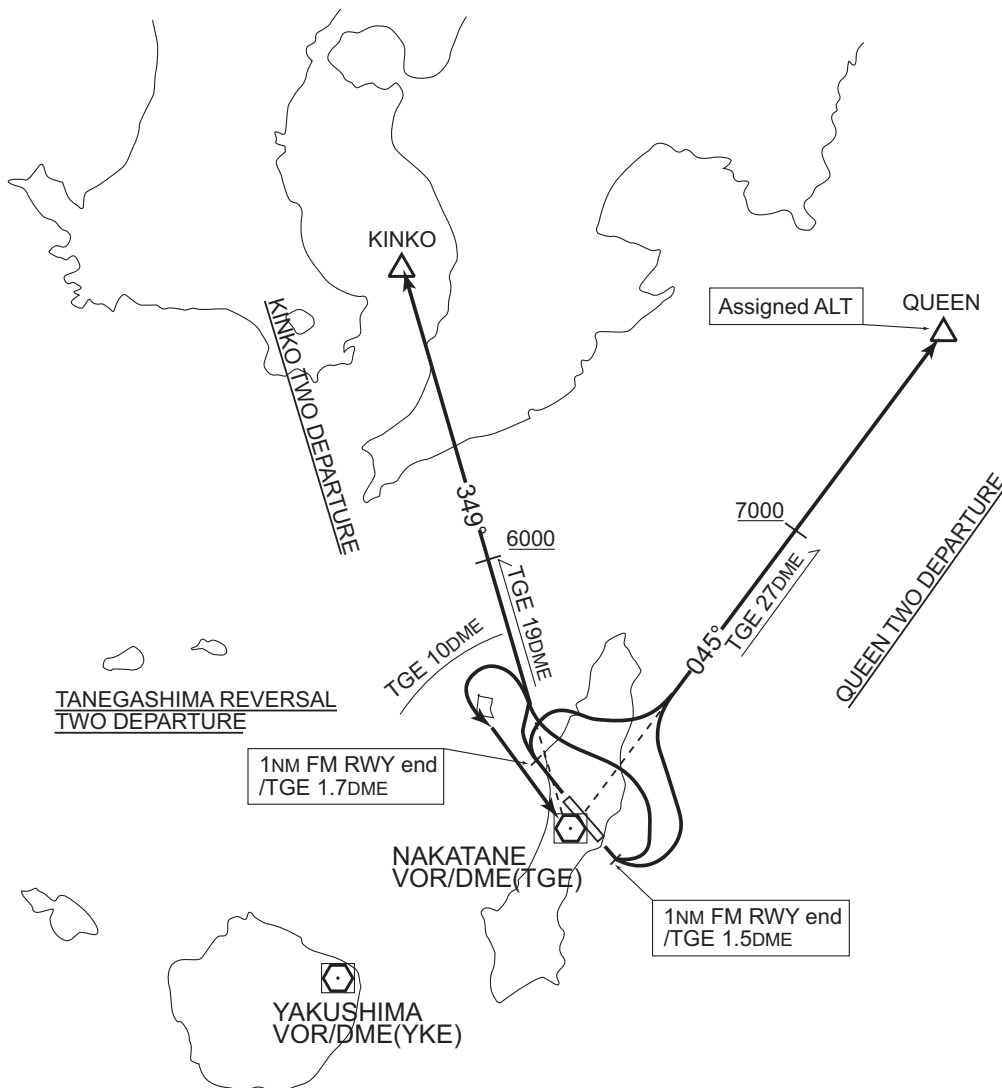 KINKO
QUEEN
Assigned ALT
KINKO TWO DEPARTURE
349°
6000
TGE 19DME
7000
TGE 27DME
045°
QUEEN TWO DEPARTURE
TGE 10DME
TANEGASHIMA REVERSAL
TWO DEPARTURE
1NM FM RWY end
/TGE 1.7DME
NAKATANE
VOR/DME(TGE)
1NM FM RWY end
/TGE 1.5DME
YAKUSHIMA
VOR/DME(YKE)